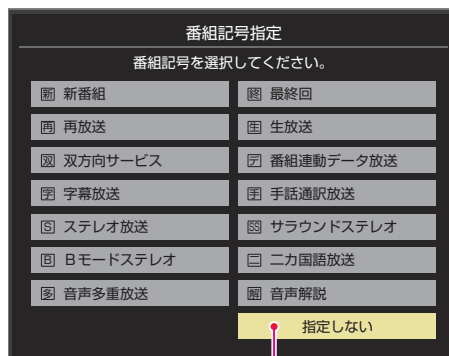 番組記号指定
番組記号を選択してください。
新 新番組
終 最終回
再 再放送
生 生放送
双 双方向サービス
デ 番組連動データ放送
字 字幕放送
手 手話通訳放送
S ステレオ放送
SS サラウンドステレオ
B Bモードステレオ
二 二カ国語放送
多 音声多重放送
解 音声解説
指定しない